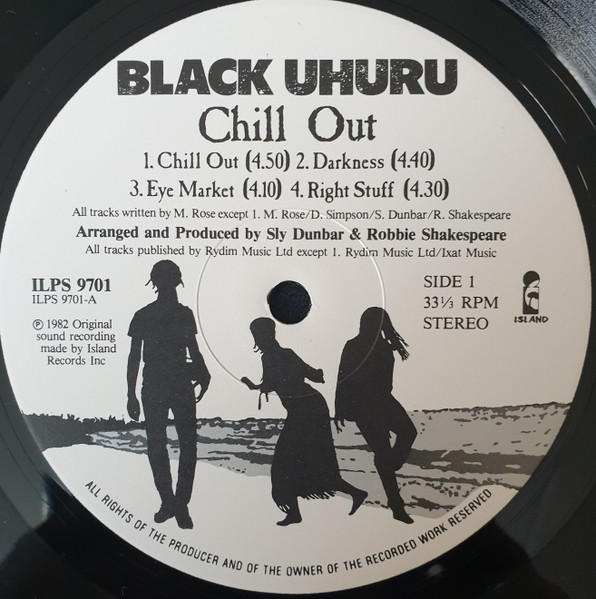 BLACK UHURU
Chill Out
1. Chill Out (4.50) 2. Darkness (4.40)
3. Eye Market (4.10) 4. Right Stuff (4.30)
All tracks written by M. Rose except 1. M. Rose/D. Simpson/S. Dunbar/R. Shakespeare
Arranged and Produced by Sly Dunbar & Robbie Shakespeare
All tracks published by Rydim Music Ltd except 1. Rydim Music Ltd/Ixat Music
ILPS 9701
ILPS 9701-A
℗ 1982 Original
sound recording
made by Island
Records Inc
SIDE 1
33⅓ RPM
STEREO
ISLAND
ALL RIGHTS OF THE PRODUCER AND OF THE OWNER OF THE RECORDED WORK RESERVED